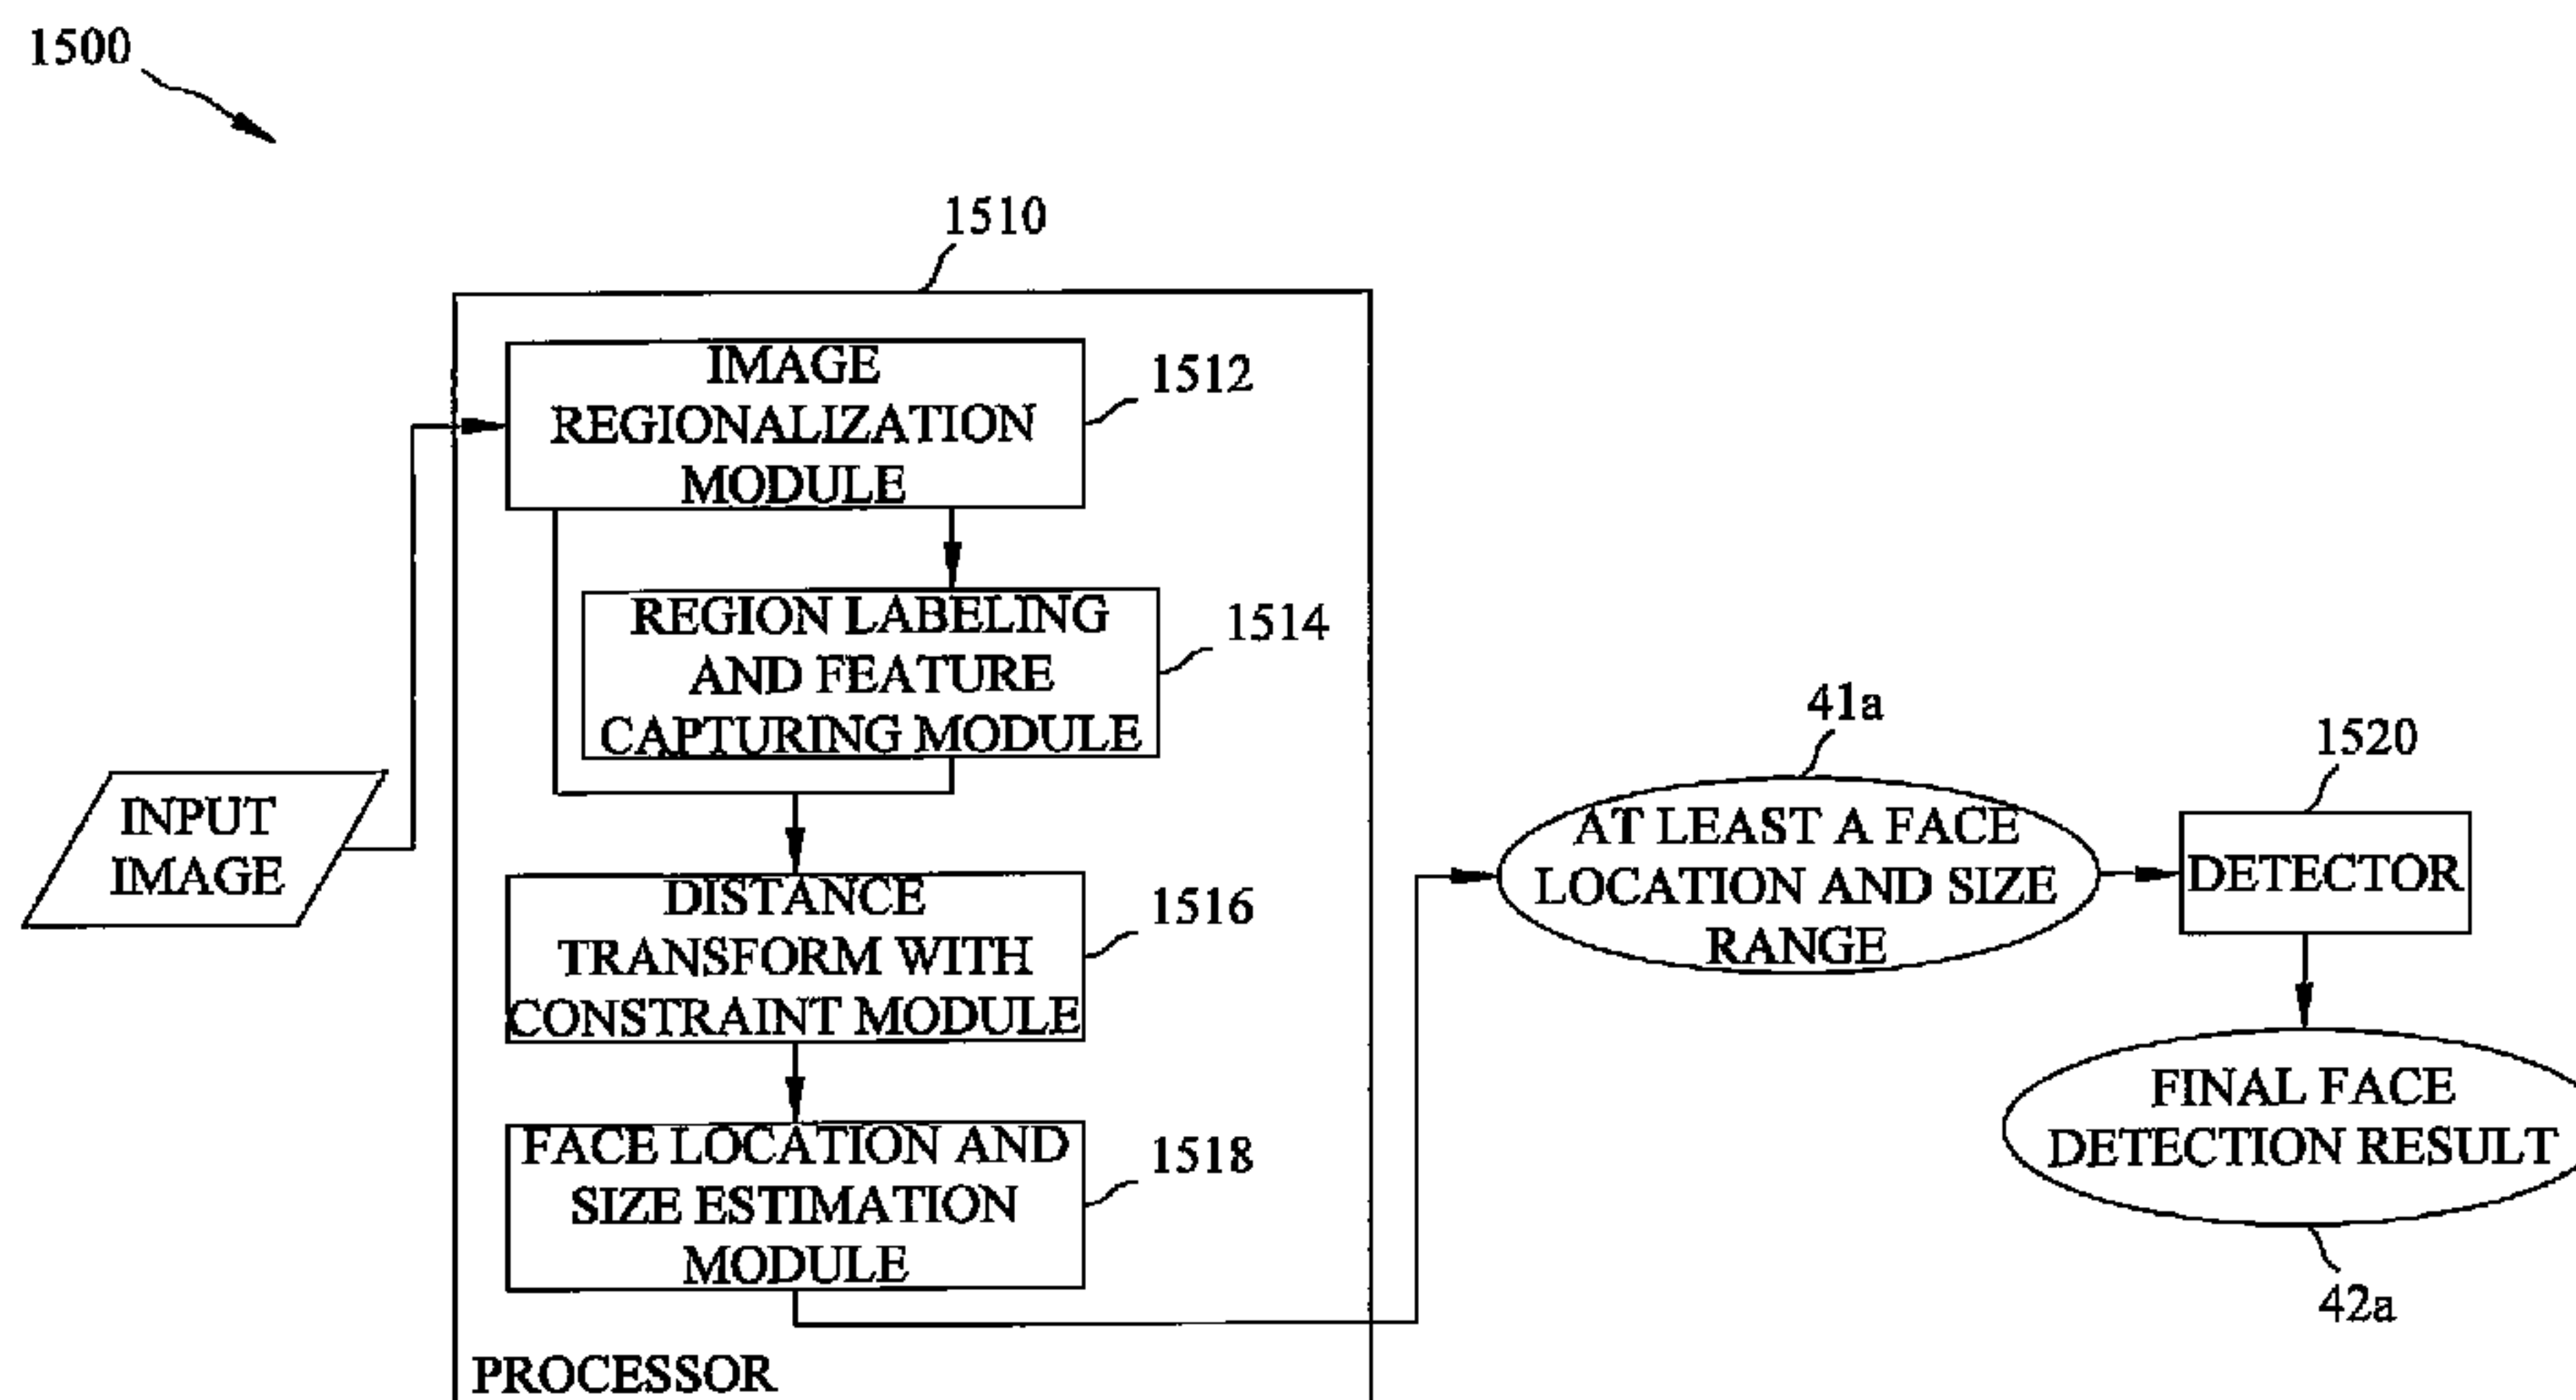 1500
1510
IMAGE
REGIONALIZATION
MODULE
1512
REGION LABELING
AND FEATURE
CAPTURING MODULE
1514
INPUT
IMAGE
DISTANCE
TRANSFORM WITH
CONSTRAINT MODULE
1516
FACE LOCATION AND
SIZE ESTIMATION
MODULE
1518
PROCESSOR
41a
AT LEAST A FACE
LOCATION AND SIZE
RANGE
1520
DETECTOR
FINAL FACE
DETECTION RESULT
42a